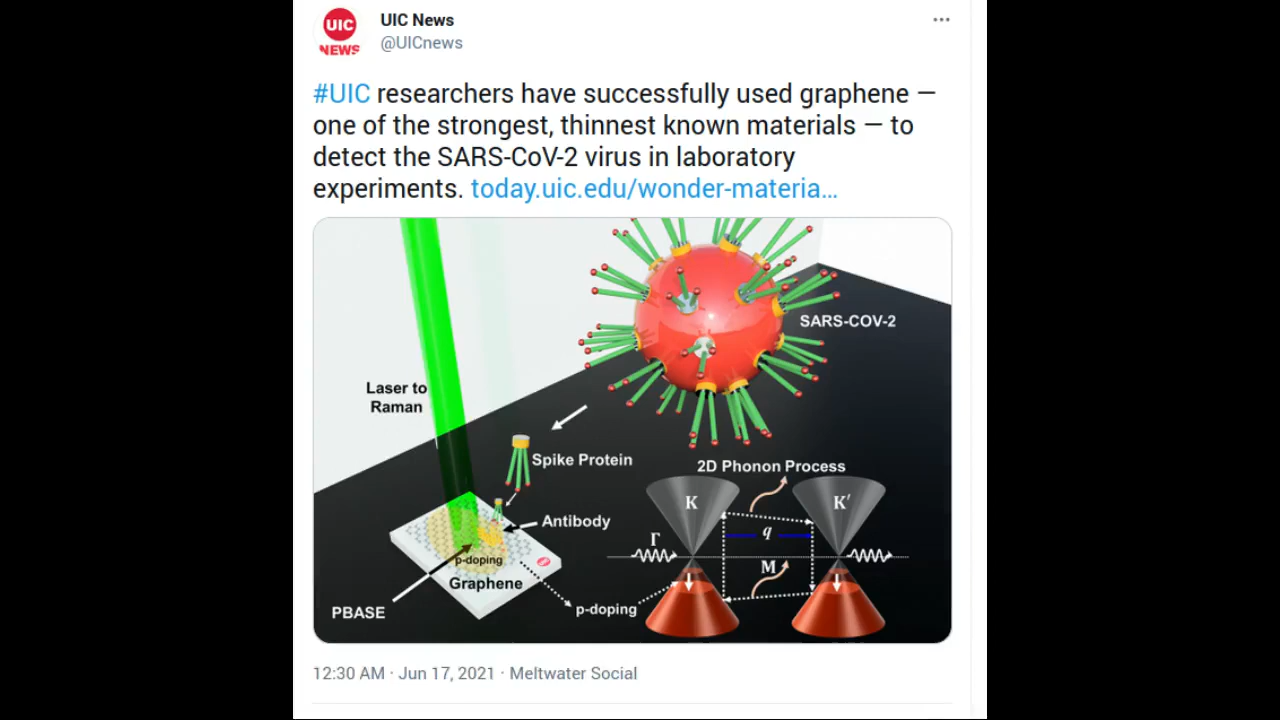 UIC
NEWS
UIC News
@UICnews
#UIC researchers have successfully used graphene —
one of the strongest, thinnest known materials — to
detect the SARS-CoV-2 virus in laboratory
experiments. today.uic.edu/wonder-materia…
SARS-COV-2
Laser to
Raman
Spike Protein
2D Phonon Process
K
K′
Antibody
q
Γ
p-doping
M
Graphene
PBASE
p-doping
12:30 AM · Jun 17, 2021 · Meltwater Social